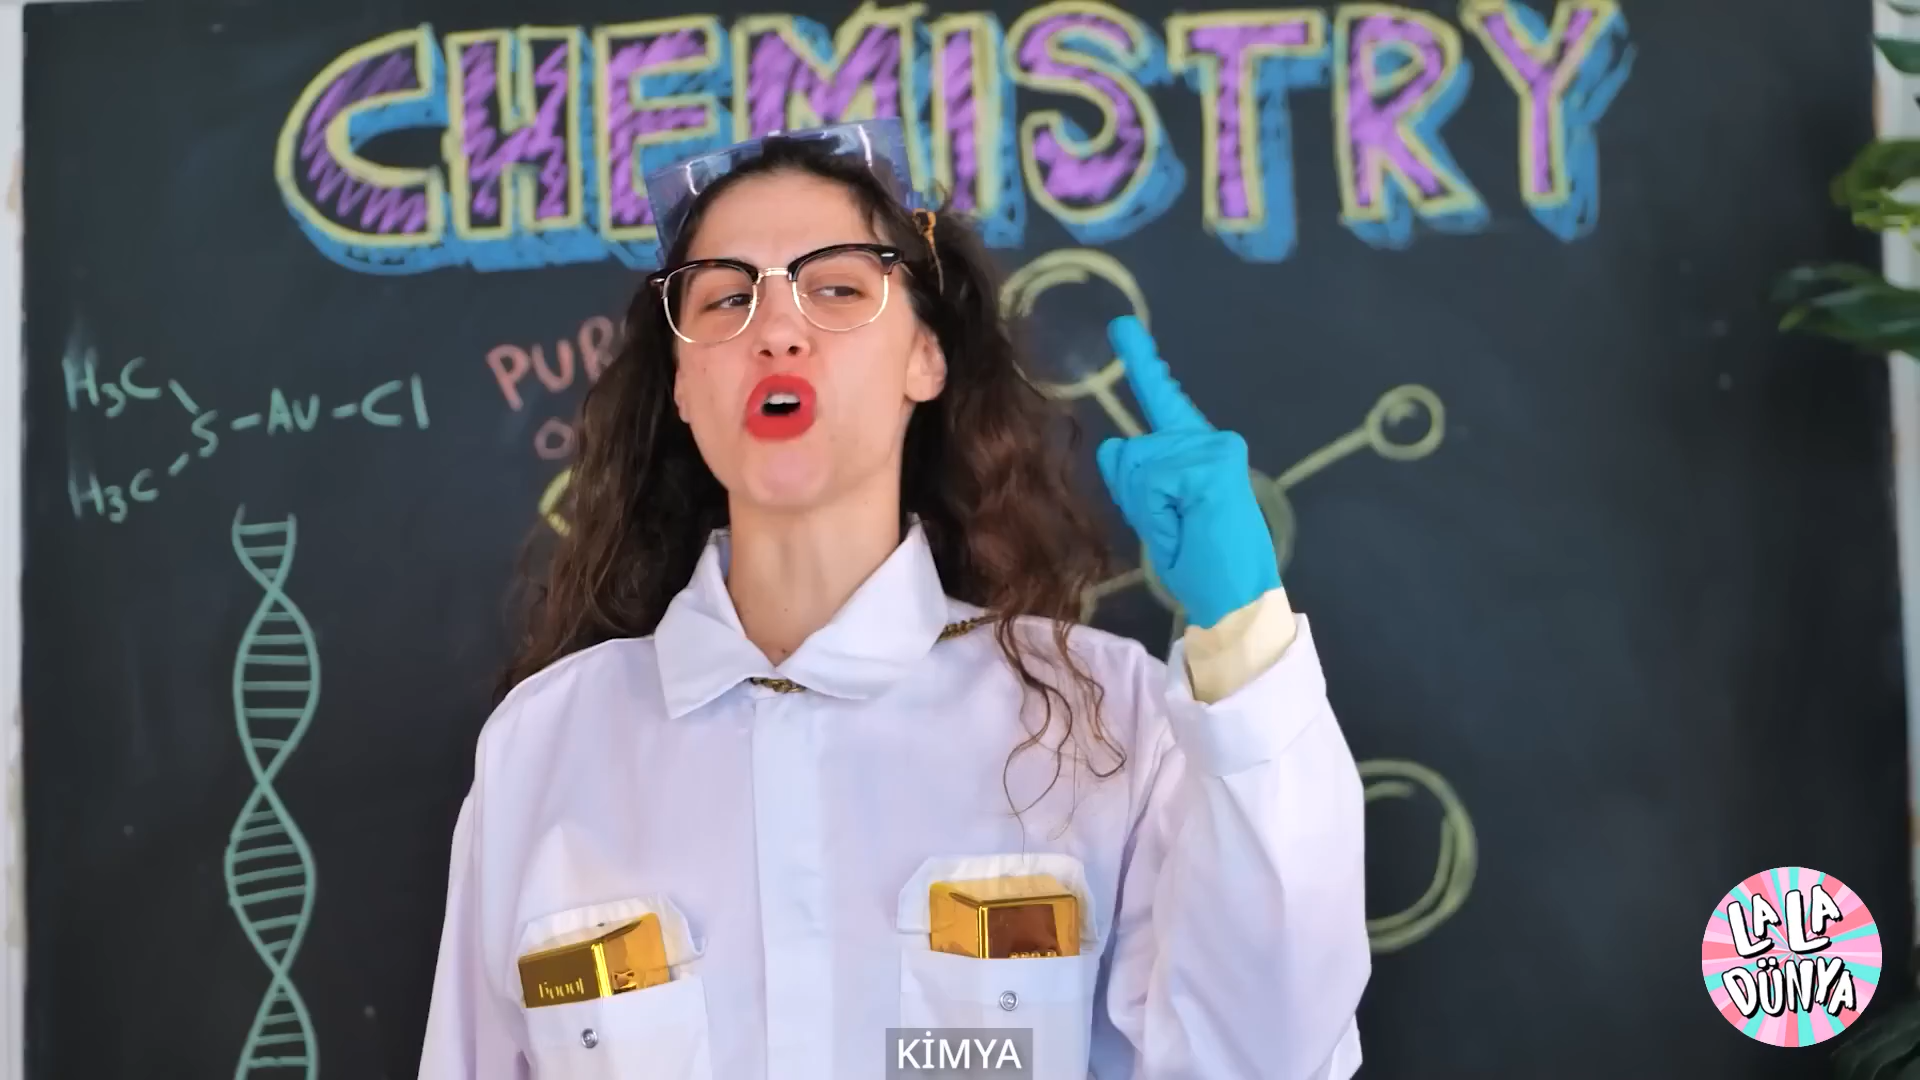 CHEMISTRY
H3C
S-Au-Cl
H3C
KİMYA
LA LA
DÜNYA